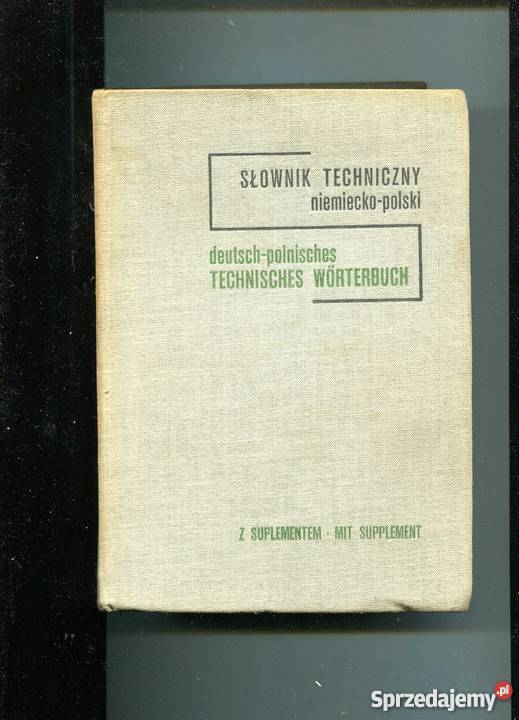 SŁOWNIK TECHNICZNY
niemiecko-polski
deutsch-polnisches
TECHNISCHES WÖRTERBUCH
Z SUPLEMENTEM · MIT SUPPLEMENT
Sprzedajemy.pl